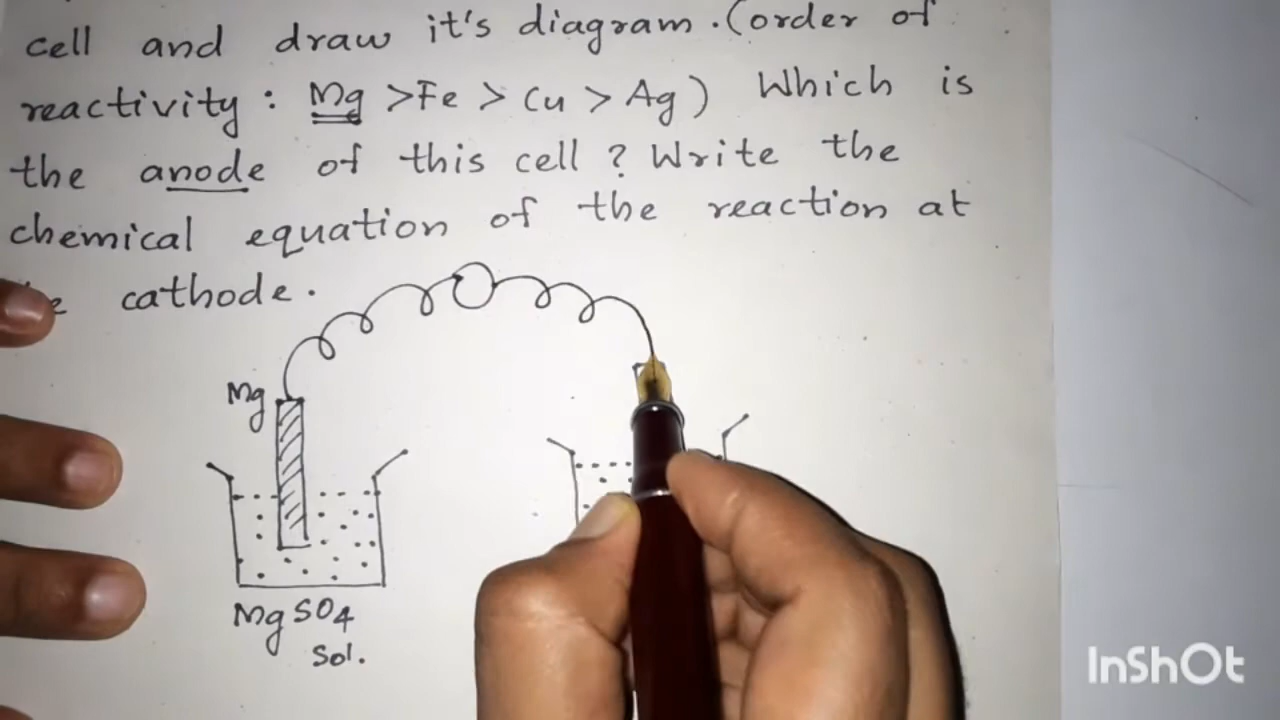 cell and draw it's diagram. (order of
reactivity : Mg > Fe > Cu > Ag) Which is
the anode of this cell ? Write the
chemical equation of the reaction at
cathode.
Mg
MgSO4
Sol.
InShOt